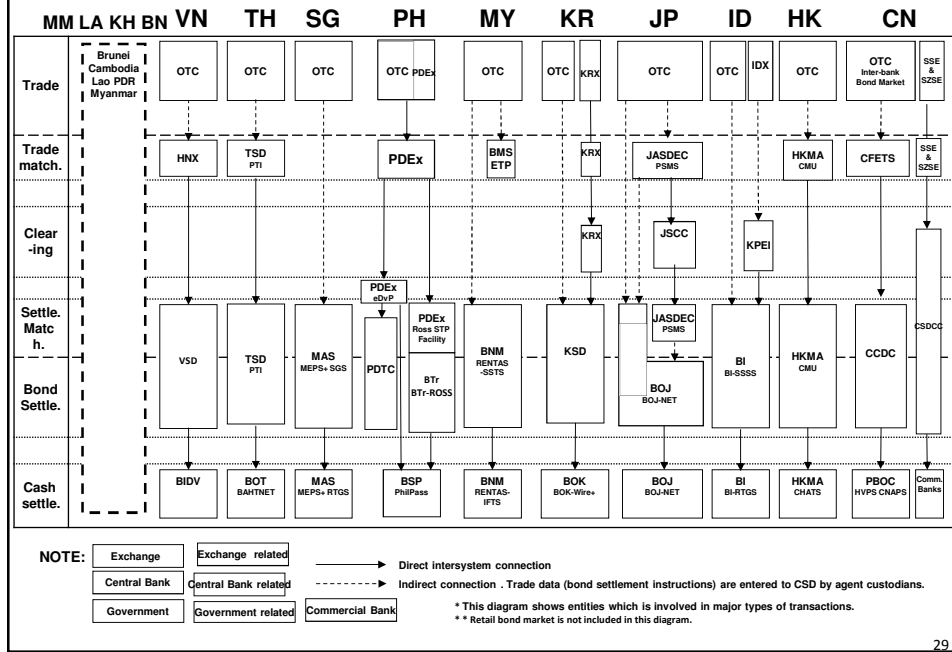 MM LA KH BN VN TH SG PH MY KR JP ID HK CN
Trade
Brunei
Cambodia
Lao PDR
Myanmar
OTC
OTC
OTC
OTC PDEx
OTC
OTC KRX
OTC
OTC IDX
OTC
OTC
Inter-bank
Bond Market
SSE
&
SZSE
Trade
match.
HNX
TSD
PTI
PDEx
BMS
ETP
KRX
JASDEC
PSMS
HKMA
CMU
CFETS
SSE
&
SZSE
Clear
-ing
KRX
JSCC
KPEI
PDEx
eDvP
Settle.
Matc
h.
Bond
Settle.
VSD
TSD
PTI
MAS
MEPS+ SGS
PDTC
PDEx
Ross STP
Facility
BTr
BTr-ROSS
BNM
RENTAS
-SSTS
KSD
JASDEC
PSMS
BOJ
BOJ-NET
BI
BI-SSSS
HKMA
CMU
CCDC
CSDCC
Cash
settle.
BIDV
BOT
BAHTNET
MAS
MEPS+ RTGS
BSP
PhilPass
BNM
RENTAS-
IFTS
BOK
BOK-Wire+
BOJ
BOJ-NET
BI
BI-RTGS
HKMA
CHATS
PBOC
HVPS CNAPS
Comm.
Banks
NOTE:
Exchange
Exchange related
Central Bank
Central Bank related
Government
Government related
Commercial Bank
Direct intersystem connection
Indirect connection . Trade data (bond settlement instructions) are entered to CSD by agent custodians.
* This diagram shows entities which is involved in major types of transactions.
* * Retail bond market is not included in this diagram.
29